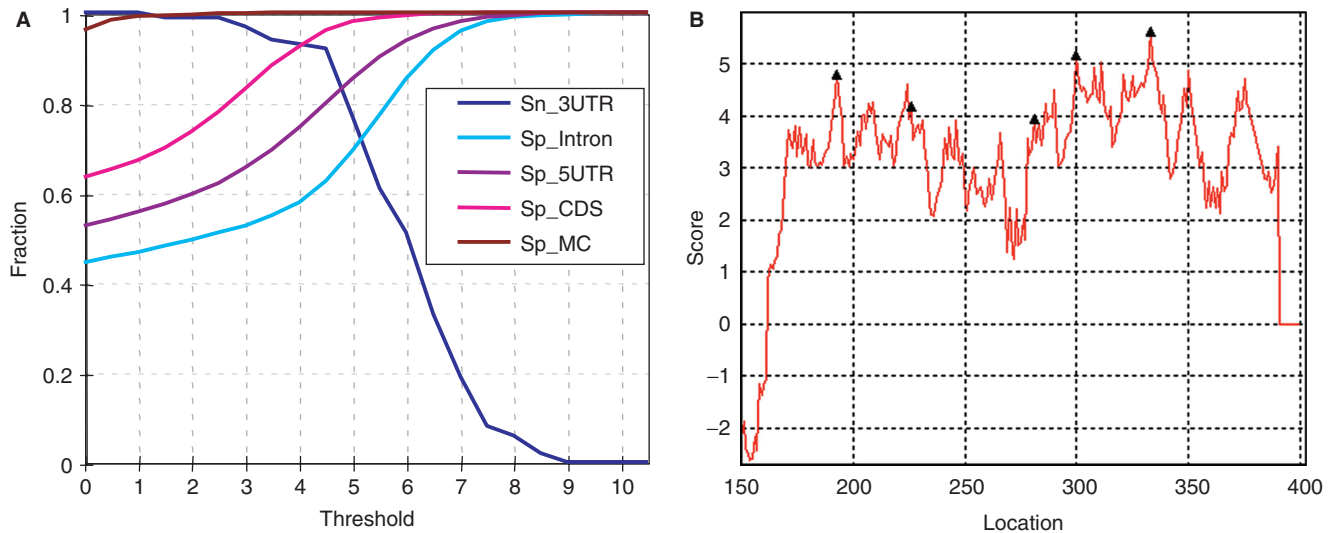 A
Fraction
1
0.8
0.6
0.4
0.2
0
0 1 2 3 4 5 6 7 8 9 10
Threshold
Sn_3UTR
Sp_Intron
Sp_5UTR
Sp_CDS
Sp_MC
B
Score
5
4
3
2
1
0
−1
−2
150 200 250 300 350 400
Location